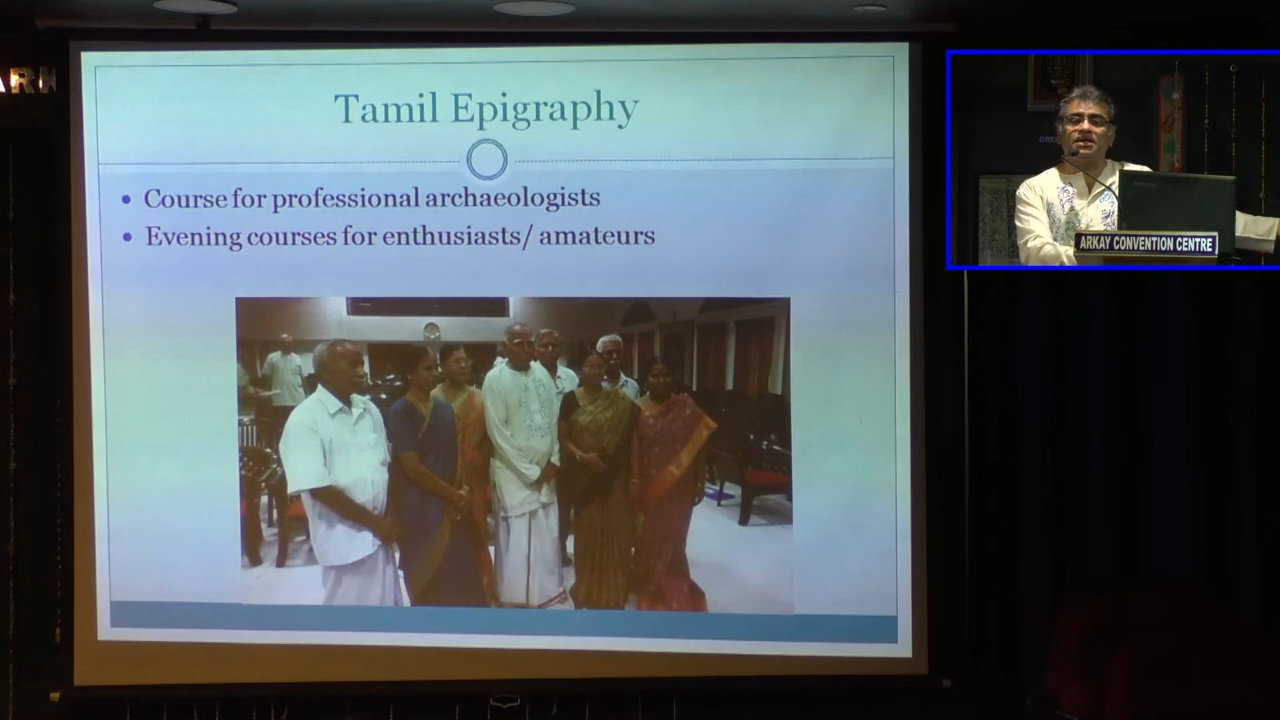 Tamil Epigraphy
• Course for professional archaeologists
• Evening courses for enthusiasts/ amateurs
ARKAY CONVENTION CENTRE